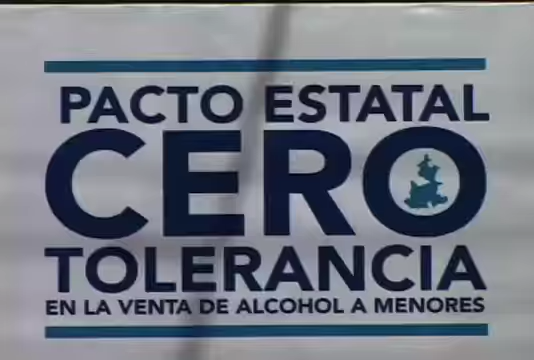 PACTO ESTATAL
CERO
TOLERANCIA
EN LA VENTA DE ALCOHOL A MENORES